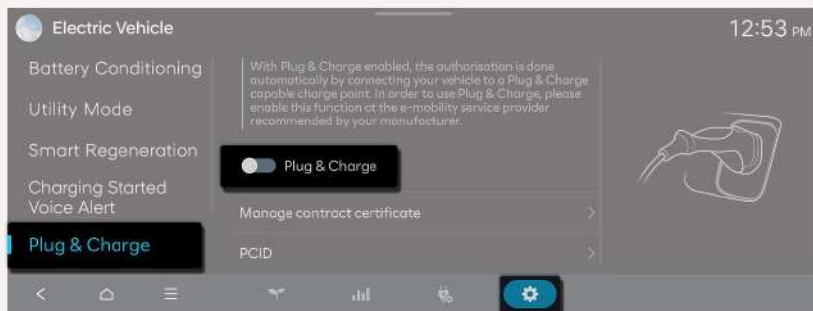 Electric Vehicle
12:53 PM
Battery Conditioning
Utility Mode
Smart Regeneration
Charging Started
Voice Alert
Plug & Charge
With Plug & Charge enabled, the authorisation is done
automatically by connecting your vehicle to a Plug & Charge
capable charge point. In order to use Plug & Charge, please
enable this function at the e-mobility service provider
recommended by your manufacturer.
Plug & Charge
Manage contract certificate
PCID